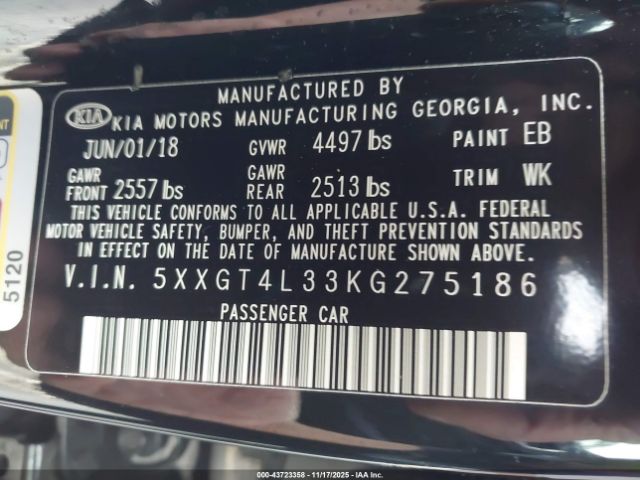 MANUFACTURED BY
KIA KIA MOTORS MANUFACTURING GEORGIA, INC.
JUN/01/18 GVWR 4497 lbs PAINT EB
GAWR FRONT 2557 lbs GAWR REAR 2513 lbs TRIM WK
THIS VEHICLE CONFORMS TO ALL APPLICABLE U.S.A. FEDERAL
MOTOR VEHICLE SAFETY, BUMPER, AND THEFT PREVENTION STANDARDS
IN EFFECT ON THE DATE OF MANUFACTURE SHOWN ABOVE.
V.I.N. 5XXGT4L33KG275186
PASSENGER CAR
5120
000-43723358 | 11/17/2025 - IAA Inc.